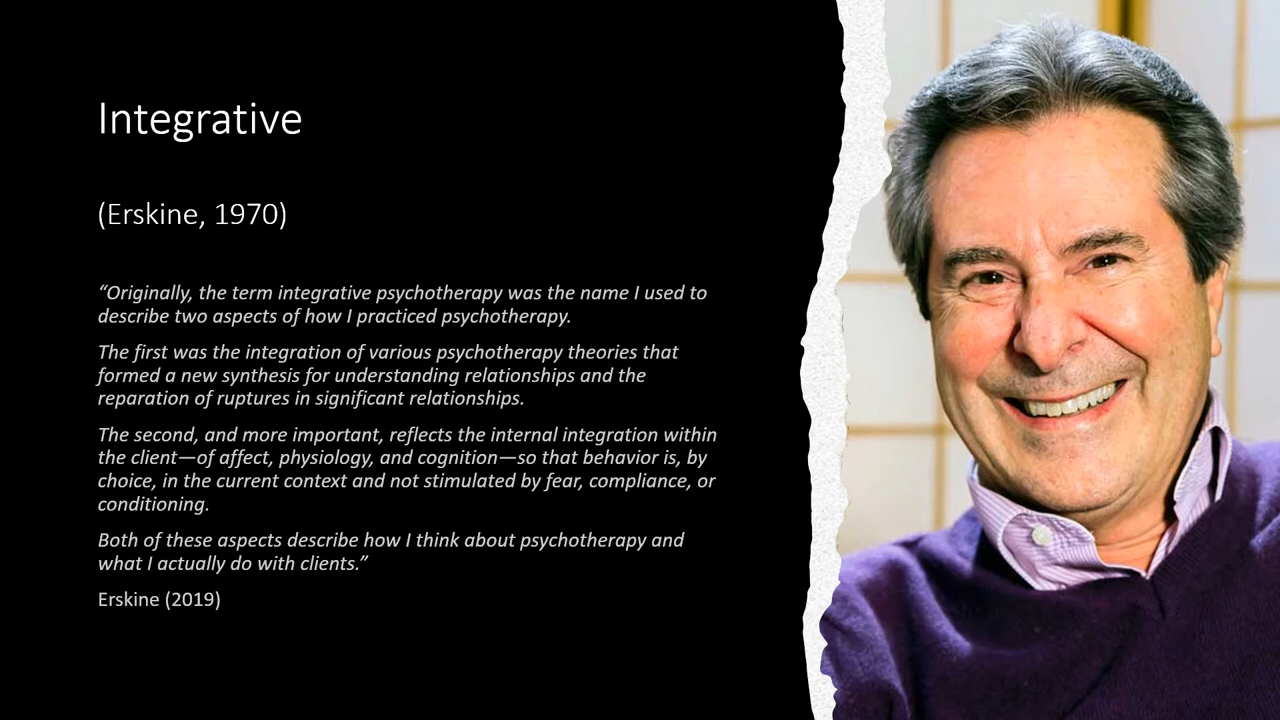 Integrative
(Erskine, 1970)
“Originally, the term integrative psychotherapy was the name I used to
describe two aspects of how I practiced psychotherapy.
The first was the integration of various psychotherapy theories that
formed a new synthesis for understanding relationships and the
reparation of ruptures in significant relationships.
The second, and more important, reflects the internal integration within
the client—of affect, physiology, and cognition—so that behavior is, by
choice, in the current context and not stimulated by fear, compliance, or
conditioning.
Both of these aspects describe how I think about psychotherapy and
what I actually do with clients.”
Erskine (2019)